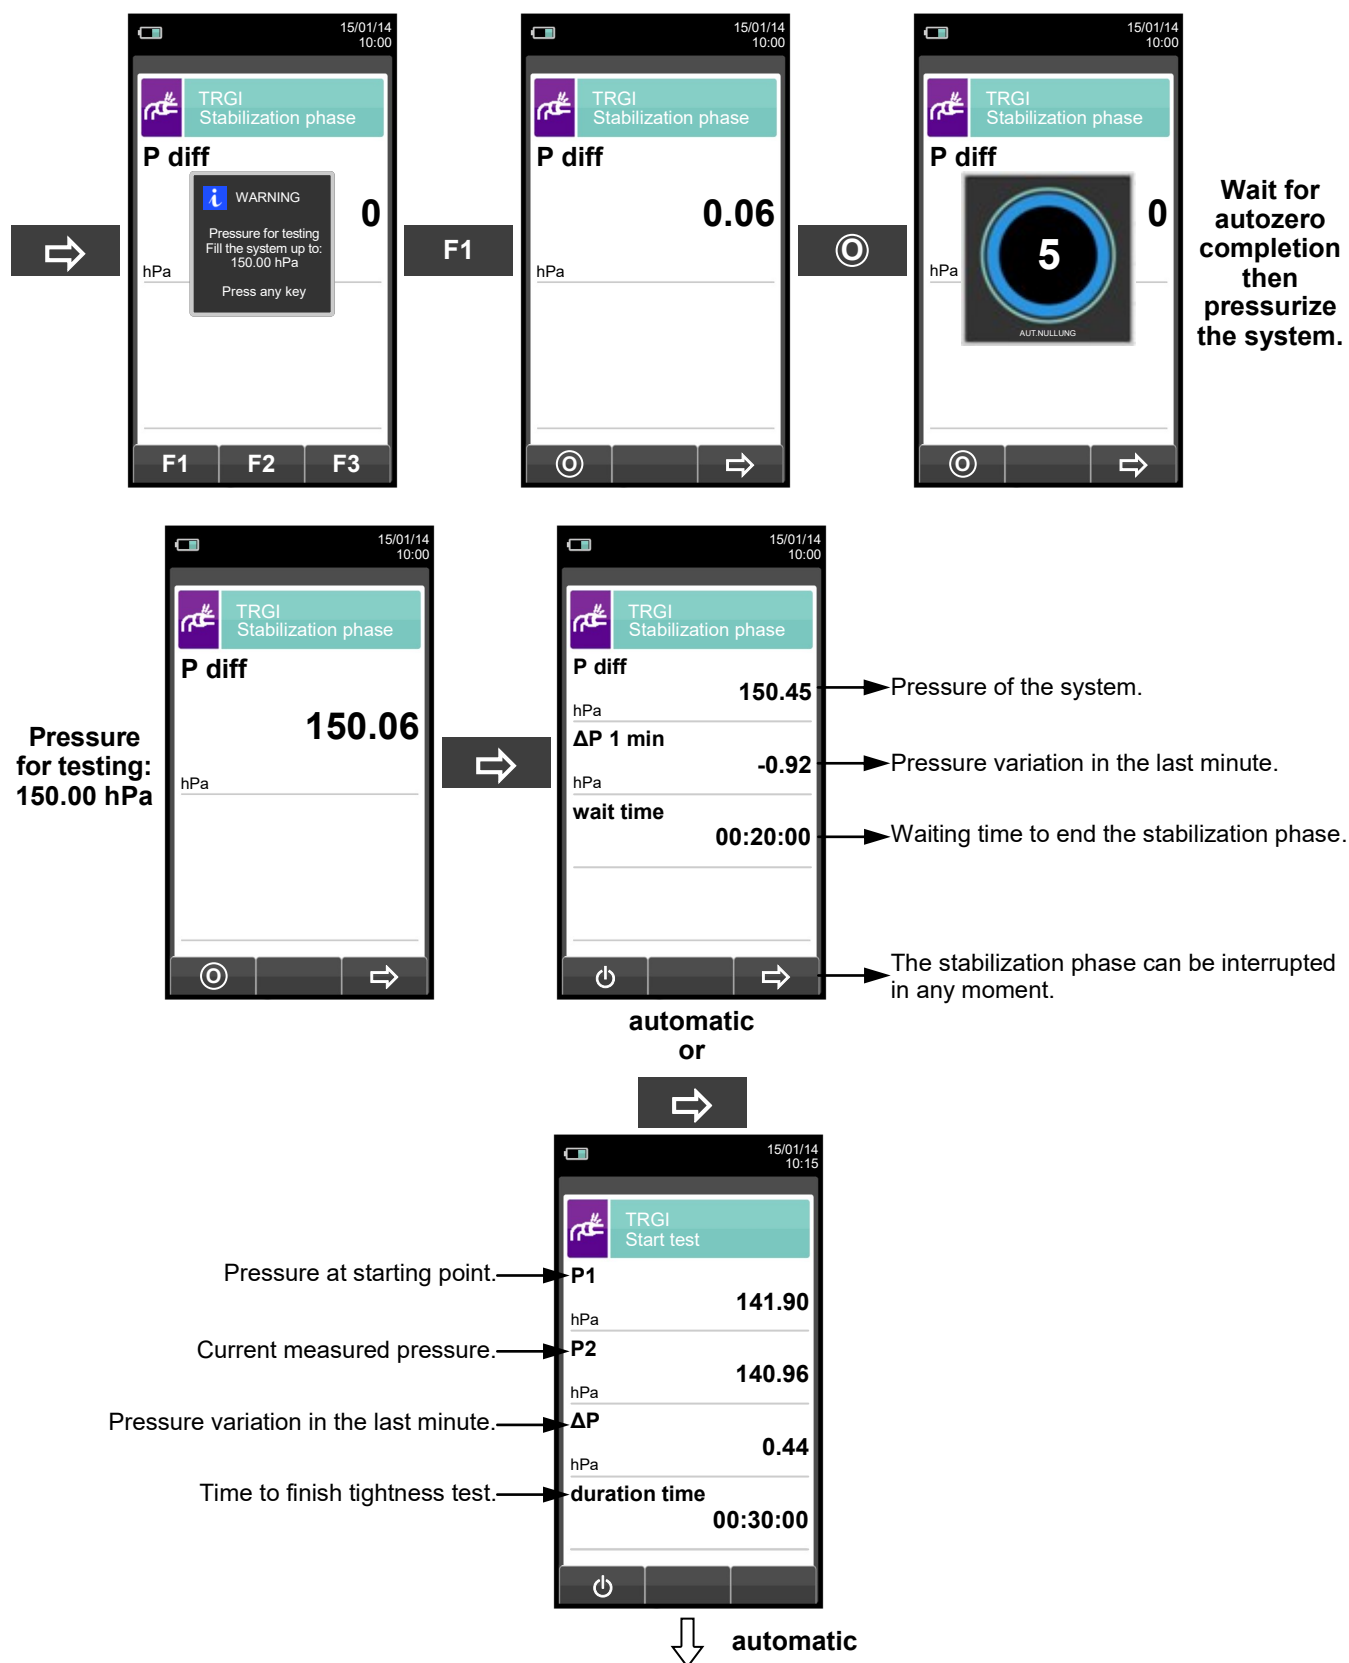 15/01/14
10:00
TRGI
Stabilization phase
P diff
WARNING
Pressure for testing
Fill the system up to:
150.00 hPa
Press any key
0
hPa
F1
F2
F3
F1
15/01/14
10:00
TRGI
Stabilization phase
P diff
0.06
hPa
15/01/14
10:00
TRGI
Stabilization phase
P diff
0
5
hPa
AUT.NULLUNG
Wait for
autozero
completion
then
pressurize
the system.
Pressure
for testing:
150.00 hPa
15/01/14
10:00
TRGI
Stabilization phase
P diff
150.06
hPa
15/01/14
10:00
TRGI
Stabilization phase
P diff
150.45
hPa
Pressure of the system.
ΔP 1 min
-0.92
hPa
Pressure variation in the last minute.
wait time
00:20:00
Waiting time to end the stabilization phase.
The stabilization phase can be interrupted
in any moment.
automatic
or
15/01/14
10:15
TRGI
Start test
Pressure at starting point.
P1
141.90
hPa
Current measured pressure.
P2
140.96
hPa
Pressure variation in the last minute.
ΔP
0.44
hPa
Time to finish tightness test.
duration time
00:30:00
automatic